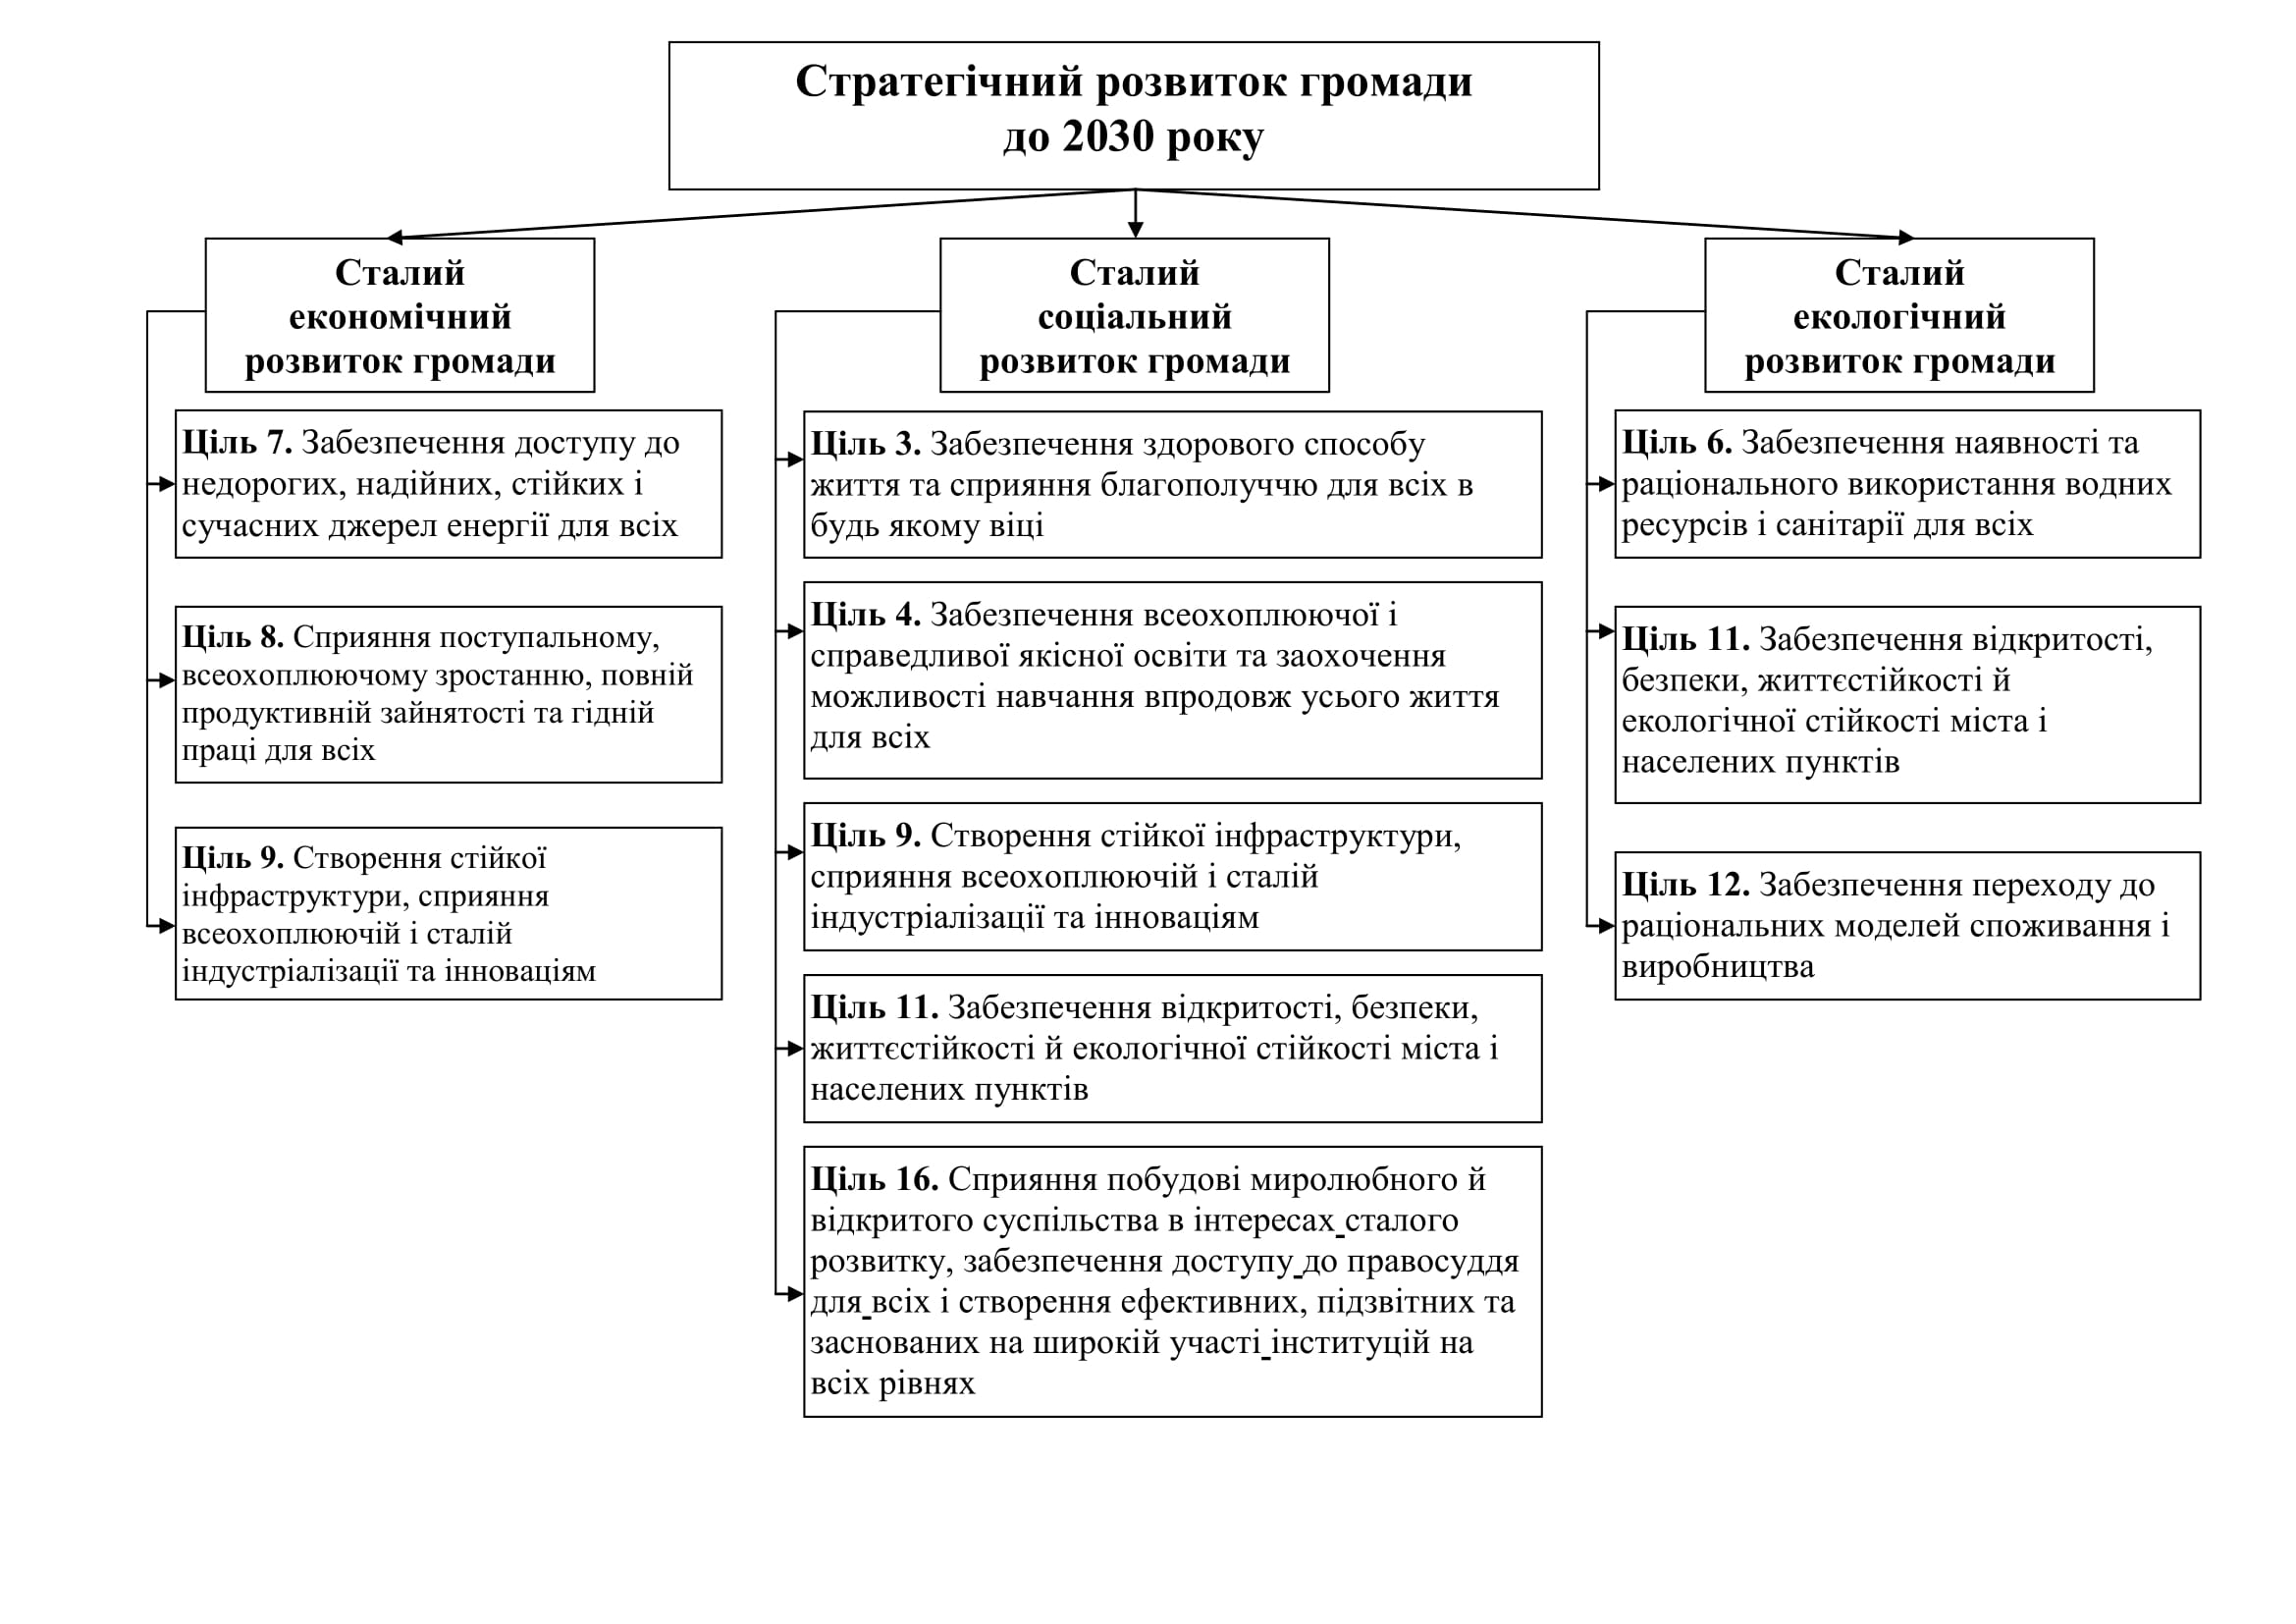 Стратегічний розвиток громади
до 2030 року
Сталий
економічний
розвиток громади
Ціль 7. Забезпечення доступу до
недорогих, надійних, стійких і
сучасних джерел енергії для всіх
Ціль 8. Сприяння поступальному,
всеохоплюючому зростанню, повній
продуктивній зайнятості та гідній
праці для всіх
Ціль 9. Створення стійкої
інфраструктури, сприяння
всеохоплюючій і сталій
індустріалізації та інноваціям
Сталий
соціальний
розвиток громади
Ціль 3. Забезпечення здорового способу
життя та сприяння благополуччю для всіх в
будь якому віці
Ціль 4. Забезпечення всеохоплюючої і
справедливої якісної освіти та заохочення
можливості навчання впродовж усього життя
для всіх
Ціль 9. Створення стійкої інфраструктури,
сприяння всеохоплюючій і сталій
індустріалізації та інноваціям
Ціль 11. Забезпечення відкритості, безпеки,
життєстійкості й екологічної стійкості міста і
населених пунктів
Ціль 16. Сприяння побудові миролюбного й
відкритого суспільства в інтересах сталого
розвитку, забезпечення доступу до правосуддя
для всіх і створення ефективних, підзвітних та
заснованих на широкій участі інституцій на
всіх рівнях
Сталий
екологічний
розвиток громади
Ціль 6. Забезпечення наявності та
раціонального використання водних
ресурсів і санітарії для всіх
Ціль 11. Забезпечення відкритості,
безпеки, життєстійкості й
екологічної стійкості міста і
населених пунктів
Ціль 12. Забезпечення переходу до
раціональних моделей споживання і
виробництва